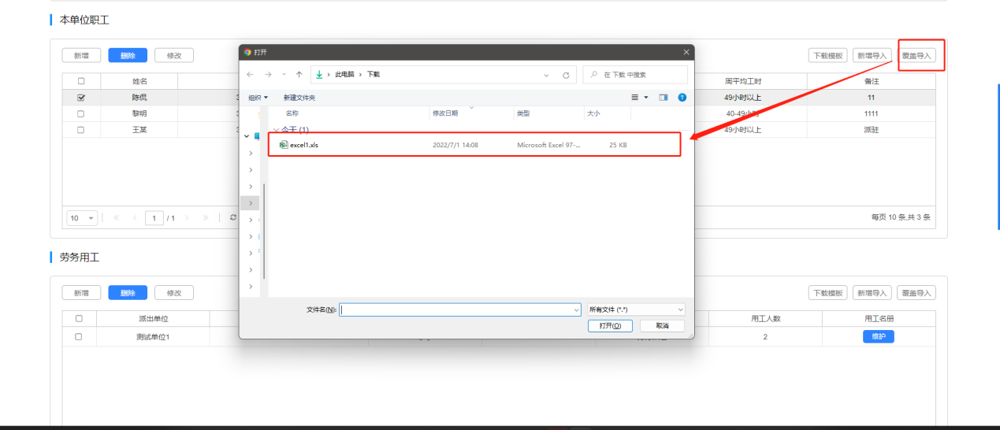 本单位职工
新增 删除 修改 下载模板 新增导入 覆盖导入
姓名 周平均工时 备注
陈侃 3 49小时以上 11
黎明 3 40-49小时 1111
王某 3 49小时以上 派驻
10 1 / 1 每页 10 条,共 3 条
打开
此电脑 › 下载 在 下载 中搜索
组织 新建文件夹
名称 修改日期 类型 大小
今天 (1)
excel1.xls 2022/7/1 14:08 Microsoft Excel 97-... 25 KB
文件名(N): 所有文件 (*.*)
打开(O) 取消
劳务用工
新增 删除 修改 下载模板 新增导入 覆盖导入
派出单位 用工人数 用工名册
测试单位1 2 维护